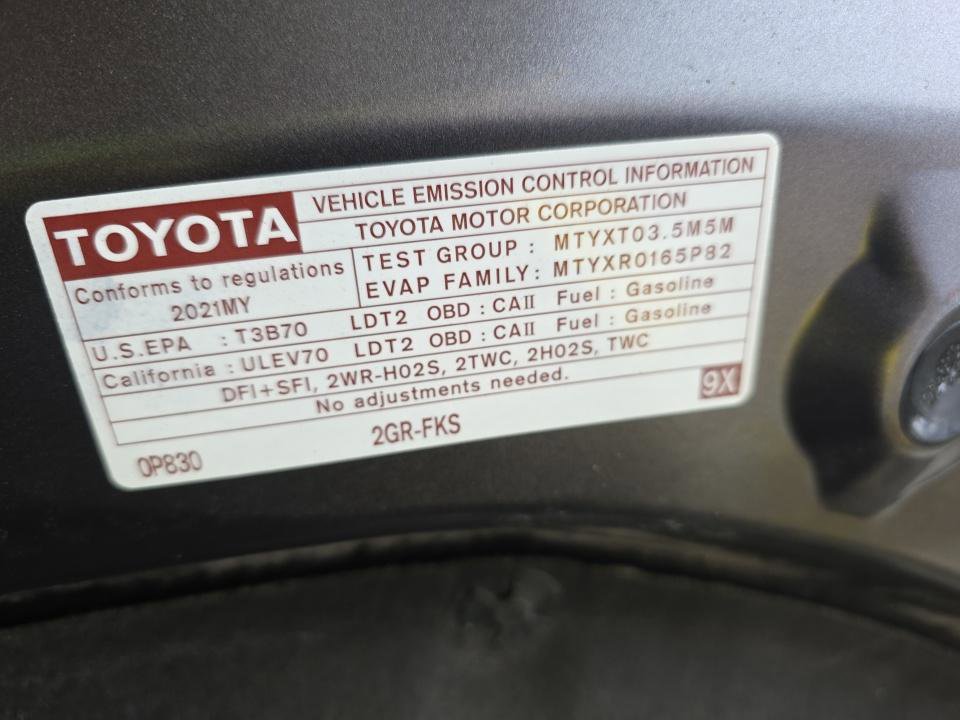 TOYOTA
VEHICLE EMISSION CONTROL INFORMATION
TOYOTA MOTOR CORPORATION
Conforms to regulations
2021MY
TEST GROUP : MTYXT03.5M5M
EVAP FAMILY: MTYXR0165P82
U.S.EPA : T3B70 LDT2 OBD : CAII Fuel : Gasoline
California : ULEV70 LDT2 OBD : CAII Fuel : Gasoline
DFI+SFI, 2WR-HO2S, 2TWC, 2HO2S, TWC
No adjustments needed.
9X
0P830
2GR-FKS